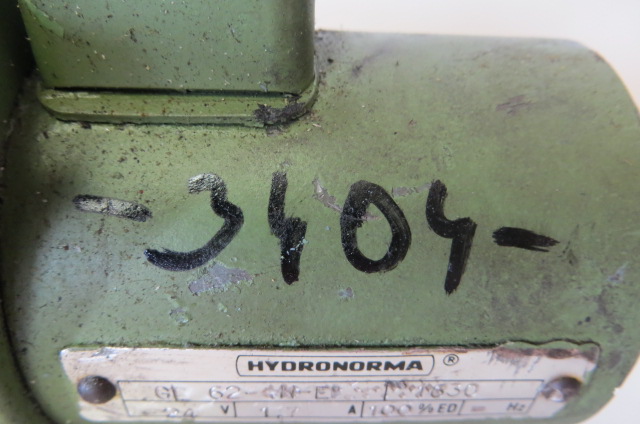 -3404-
HYDRONORMA ®
GL 62-
V A 100%ED = Hz